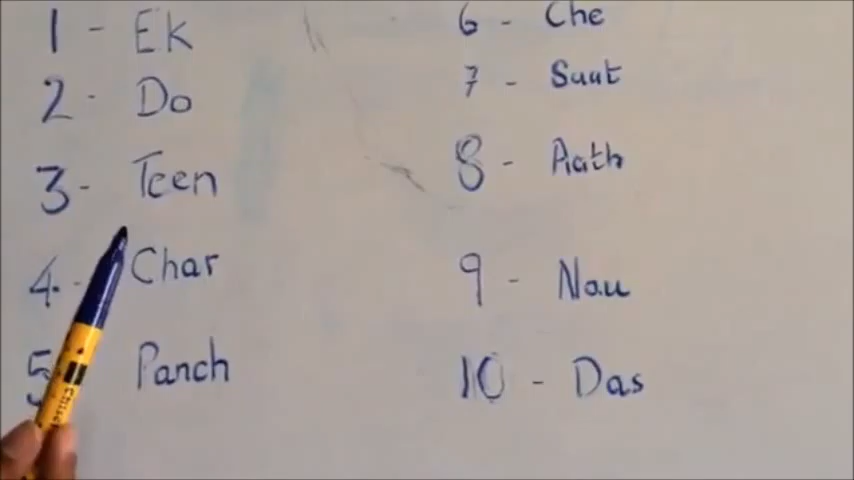 1 - Ek
2 - Do
3 - Teen
4 - Char
5 Panch
6 - Che
7 - Saat
8 - Aath
9 - Nau
10 - Das